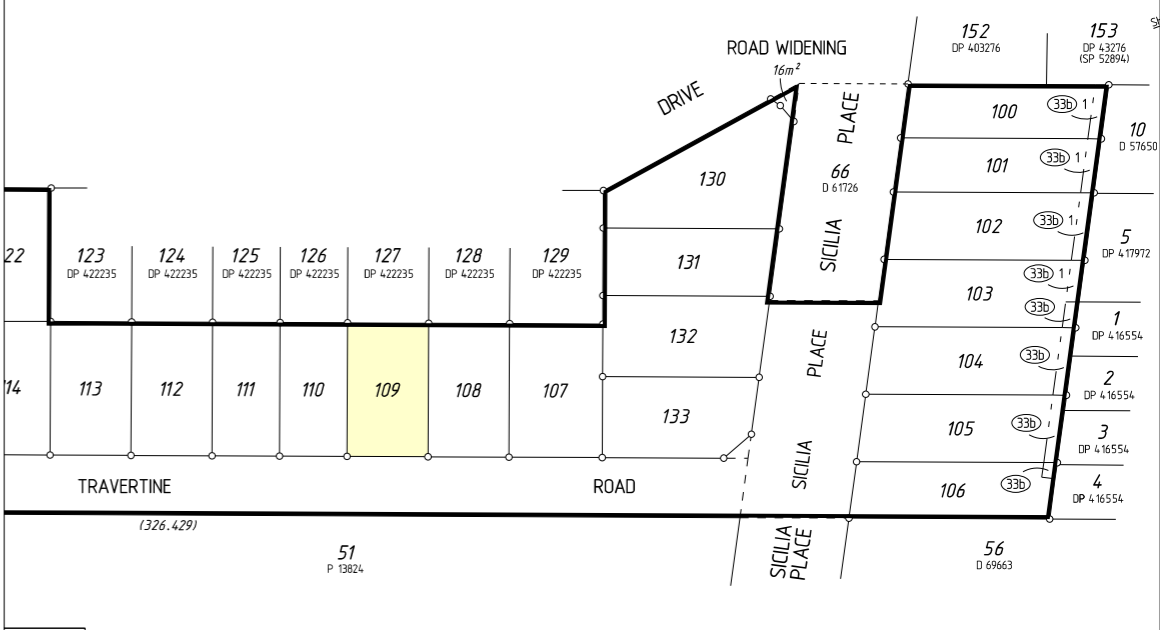 152
DP 403276
153
DP 43276
(SP 52894)
ROAD WIDENING
16m²
DRIVE
PLACE
100
33b 1
10
D 57650
101
33b 1
66
D 61726
130
SICILIA
102
33b 1
5
DP 417972
22
123
DP 422235
124
DP 422235
125
DP 422235
126
DP 422235
127
DP 422235
128
DP 422235
129
DP 422235
131
103
33b 1
33b
1
DP 416554
132
PLACE
104
33b
2
DP 416554
14
113
112
111
110
109
108
107
133
105
33b
3
DP 416554
SICILIA
TRAVERTINE
ROAD
106
33b
4
DP 416554
(326.429)
51
P 13824
SICILIA
PLACE
56
D 69663